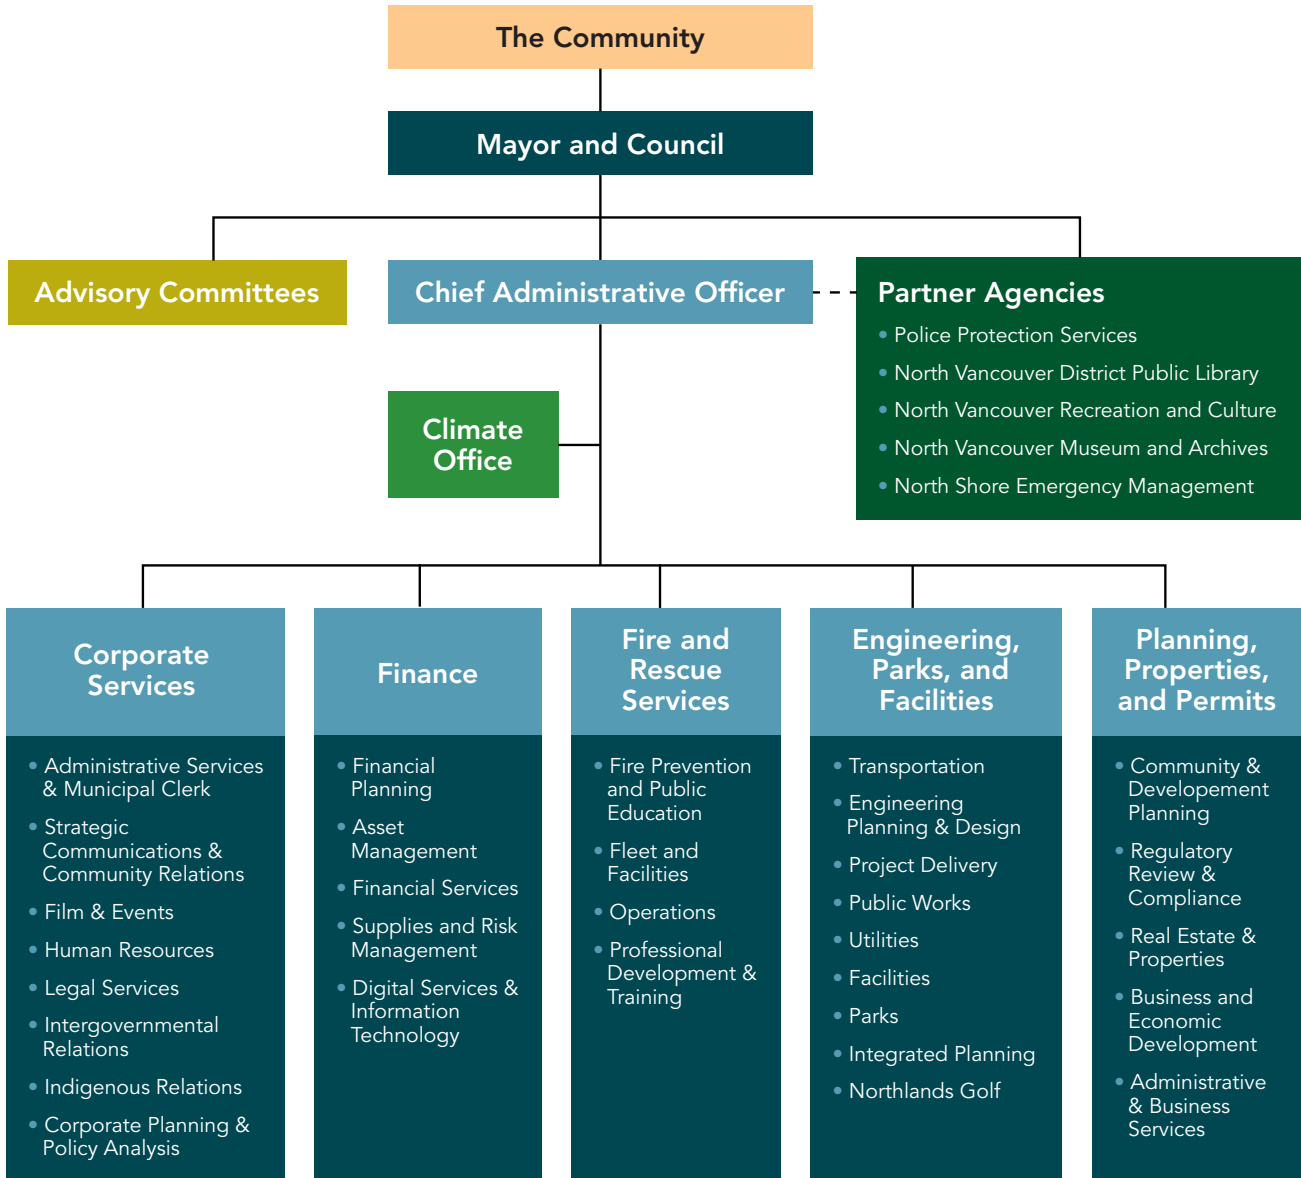 The Community
Mayor and Council
Advisory Committees
Chief Administrative Officer
Partner Agencies
• Police Protection Services
• North Vancouver District Public Library
• North Vancouver Recreation and Culture
• North Vancouver Museum and Archives
• North Shore Emergency Management
Climate
Office
Corporate
Services
• Administrative Services
& Municipal Clerk
• Strategic
Communications &
Community Relations
• Film & Events
• Human Resources
• Legal Services
• Intergovernmental
Relations
• Indigenous Relations
• Corporate Planning &
Policy Analysis
Finance
• Financial
Planning
• Asset
Management
• Financial Services
• Supplies and Risk
Management
• Digital Services &
Information
Technology
Fire and
Rescue
Services
• Fire Prevention
and Public
Education
• Fleet and
Facilities
• Operations
• Professional
Development &
Training
Engineering,
Parks, and
Facilities
• Transportation
• Engineering
Planning & Design
• Project Delivery
• Public Works
• Utilities
• Facilities
• Parks
• Integrated Planning
• Northlands Golf
Planning,
Properties,
and Permits
• Community &
Developement
Planning
• Regulatory
Review &
Compliance
• Real Estate &
Properties
• Business and
Economic
Development
• Administrative
& Business
Services